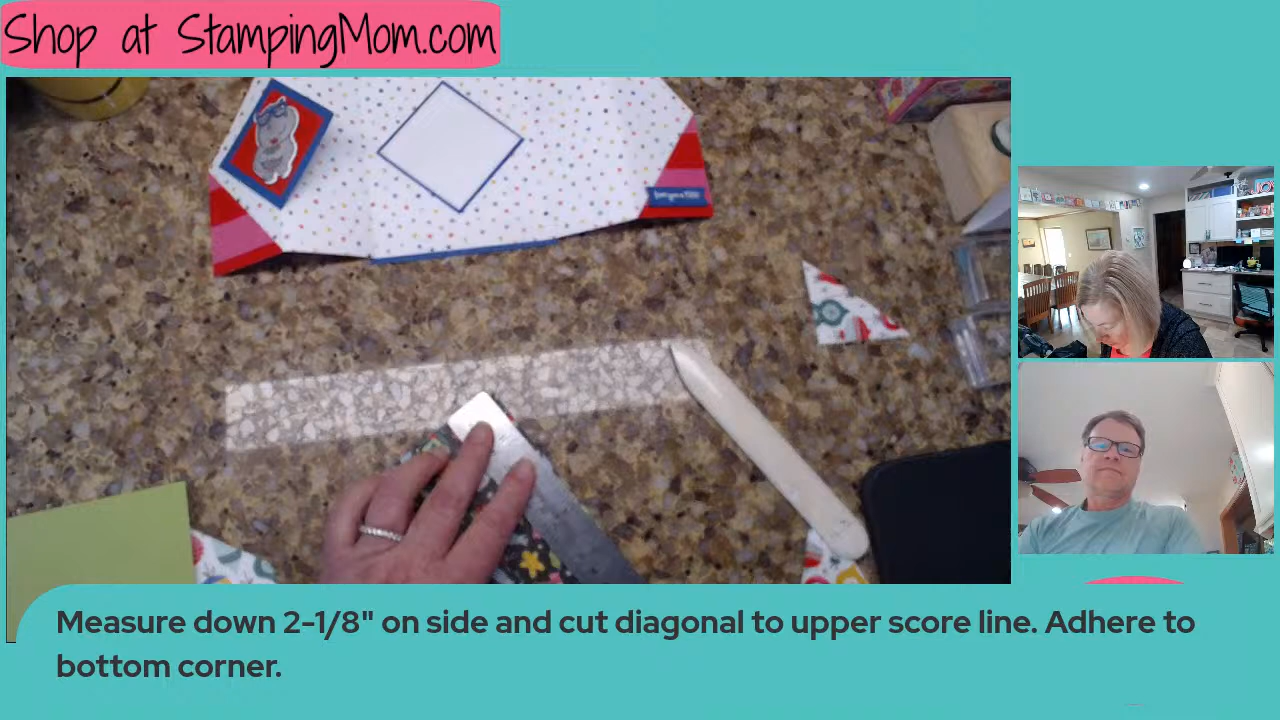 Shop at StampingMom.com
Measure down 2-1/8" on side and cut diagonal to upper score line. Adhere to
bottom corner.